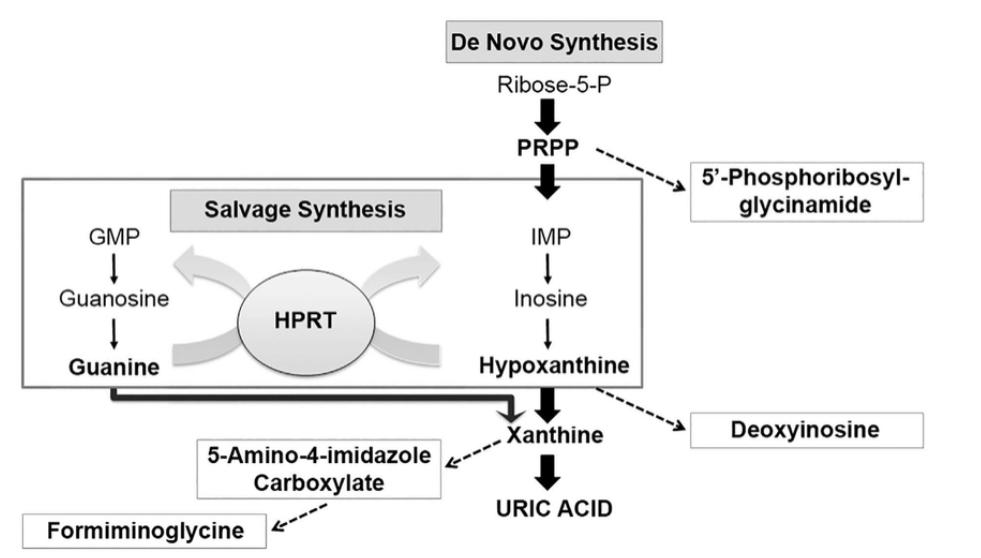 De Novo Synthesis
Ribose-5-P
PRPP
5’-Phosphoribosyl-
glycinamide
Salvage Synthesis
GMP
IMP
Guanosine
Inosine
HPRT
Guanine
Hypoxanthine
Xanthine
Deoxyinosine
5-Amino-4-imidazole
Carboxylate
URIC ACID
Formiminoglycine